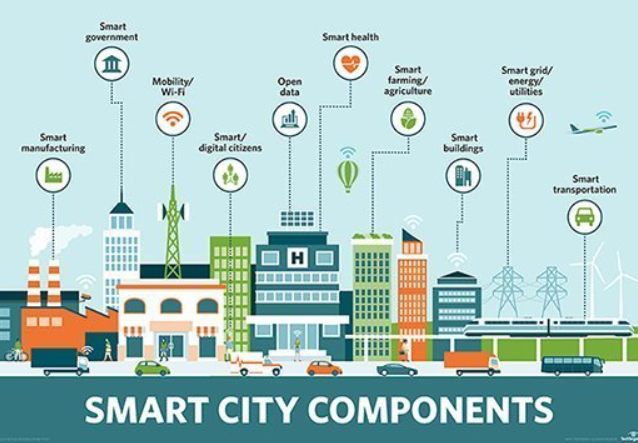 Smart
government
Smart health
Mobility/
Wi-Fi
Open
data
Smart
farming/
agriculture
Smart grid/
energy/
utilities
Smart
manufacturing
Smart/
digital citizens
Smart
buildings
Smart
transportation
H
SMART CITY COMPONENTS